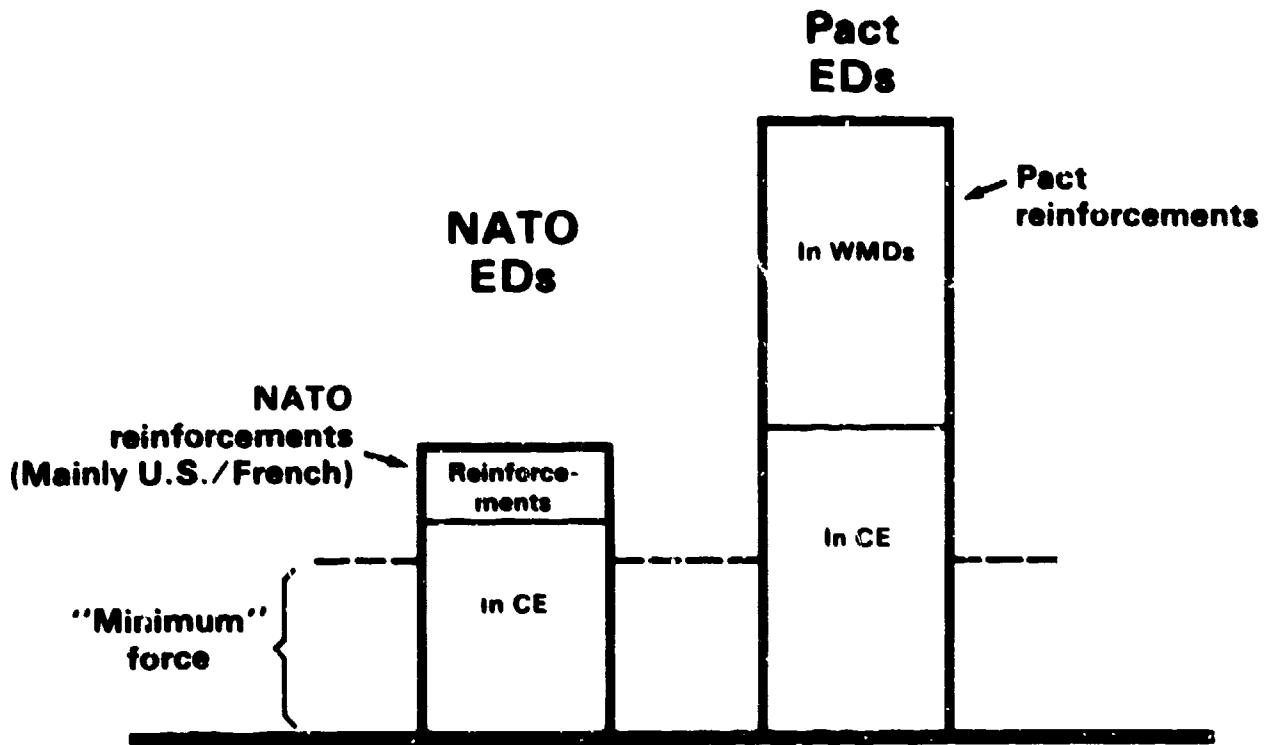 Pact
EDs
Pact
reinforcements
In WMDs
NATO
EDs
NATO
reinforcements
(Mainly U.S./French)
Reinforce-
ments
In CE
In CE
"Minimum"
force